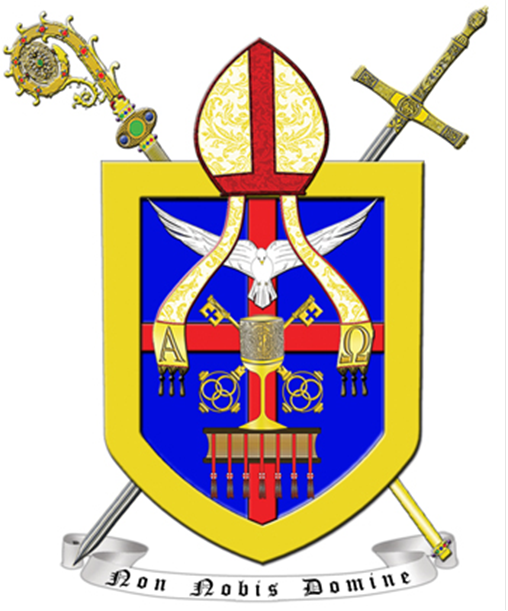 Α Ω
Non Nobis Domine